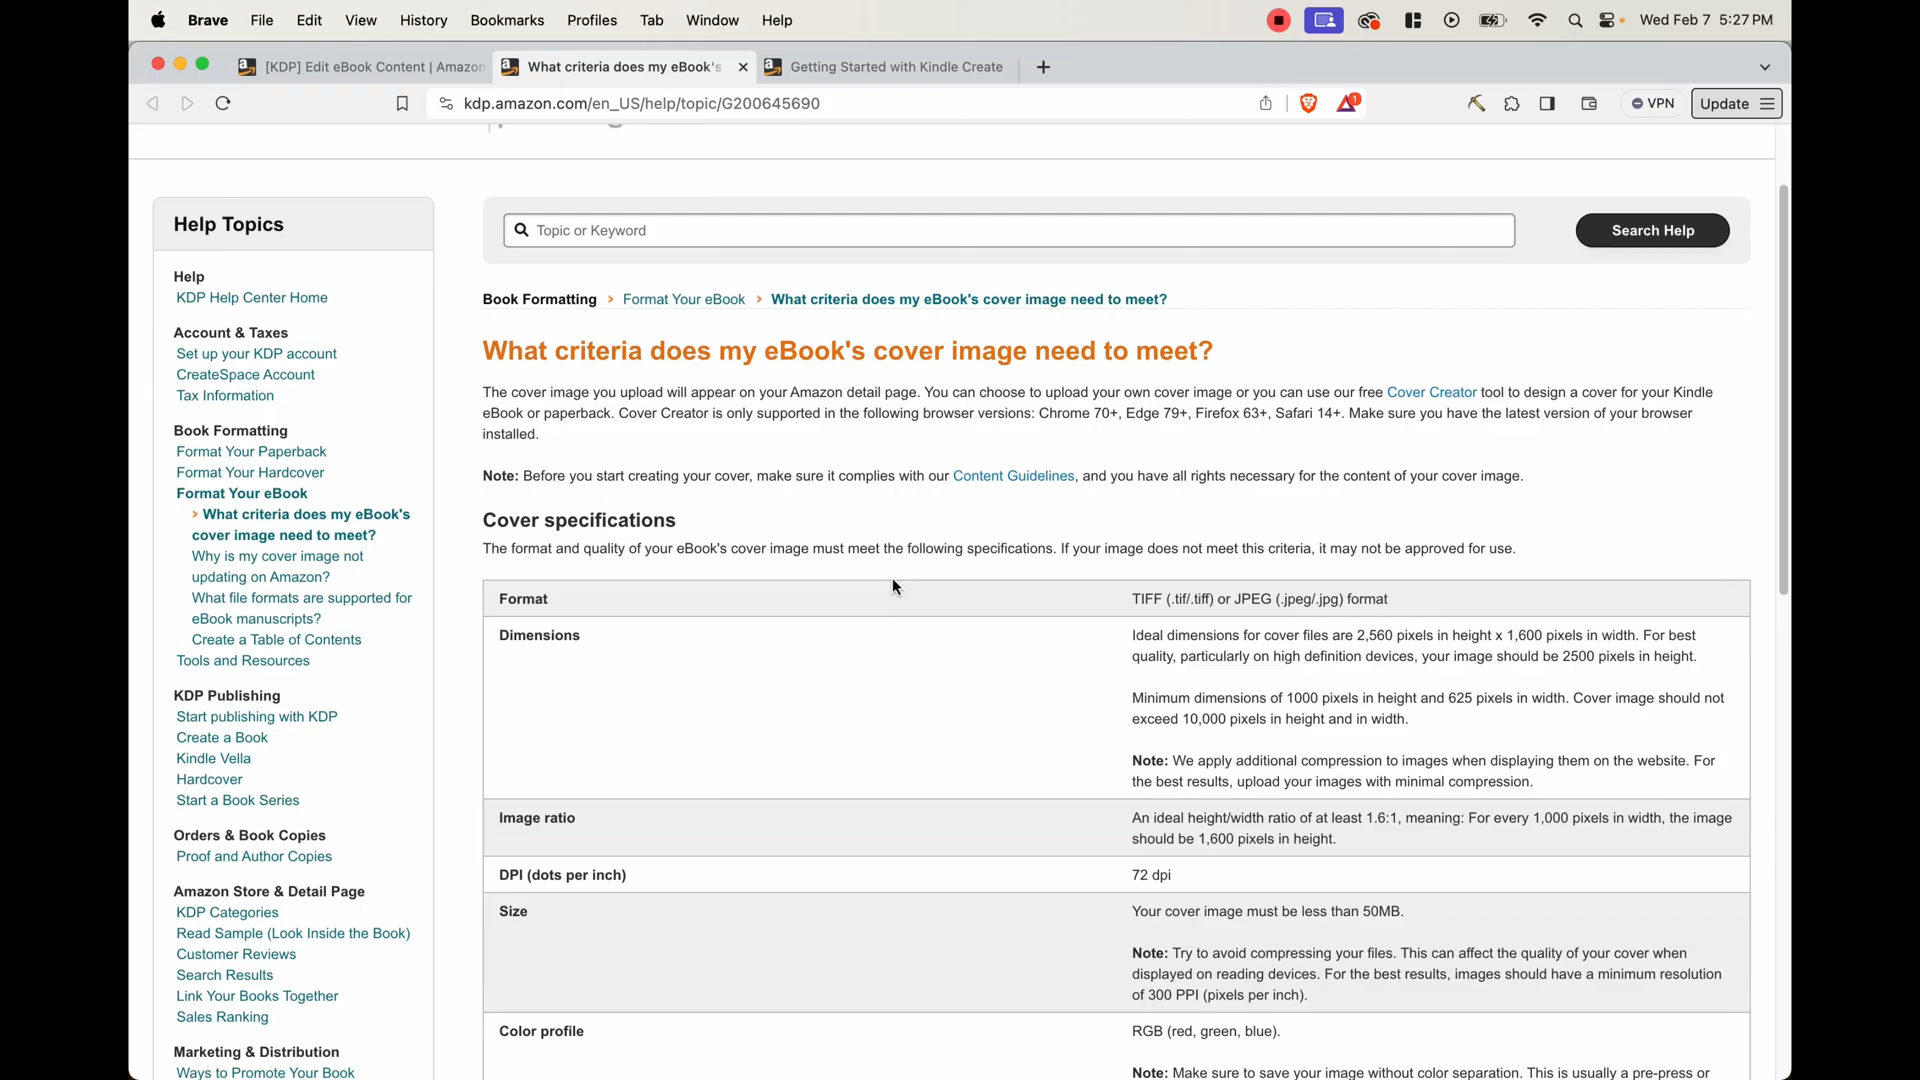 Brave File Edit View History Bookmarks Profiles Tab Window Help Wed Feb 7 5:27 PM
[KDP] Edit eBook Content | Amazon What criteria does my eBook's Getting Started with Kindle Create
kdp.amazon.com/en_US/help/topic/G200645690 1 VPN Update
Help Topics
Help
KDP Help Center Home
Account & Taxes
Set up your KDP account
CreateSpace Account
Tax Information
Book Formatting
Format Your Paperback
Format Your Hardcover
Format Your eBook
› What criteria does my eBook's
cover image need to meet?
Why is my cover image not
updating on Amazon?
What file formats are supported for
eBook manuscripts?
Create a Table of Contents
Tools and Resources
KDP Publishing
Start publishing with KDP
Create a Book
Kindle Vella
Hardcover
Start a Book Series
Orders & Book Copies
Proof and Author Copies
Amazon Store & Detail Page
KDP Categories
Read Sample (Look Inside the Book)
Customer Reviews
Search Results
Link Your Books Together
Sales Ranking
Marketing & Distribution
Ways to Promote Your Book
Topic or Keyword Search Help
Book Formatting › Format Your eBook › What criteria does my eBook's cover image need to meet?
What criteria does my eBook's cover image need to meet?
The cover image you upload will appear on your Amazon detail page. You can choose to upload your own cover image or you can use our free Cover Creator tool to design a cover for your Kindle
eBook or paperback. Cover Creator is only supported in the following browser versions: Chrome 70+, Edge 79+, Firefox 63+, Safari 14+. Make sure you have the latest version of your browser
installed.
Note: Before you start creating your cover, make sure it complies with our Content Guidelines, and you have all rights necessary for the content of your cover image.
Cover specifications
The format and quality of your eBook's cover image must meet the following specifications. If your image does not meet this criteria, it may not be approved for use.
Format TIFF (.tif/.tiff) or JPEG (.jpeg/.jpg) format
Dimensions Ideal dimensions for cover files are 2,560 pixels in height x 1,600 pixels in width. For best
quality, particularly on high definition devices, your image should be 2500 pixels in height.
Minimum dimensions of 1000 pixels in height and 625 pixels in width. Cover image should not
exceed 10,000 pixels in height and in width.
Note: We apply additional compression to images when displaying them on the website. For
the best results, upload your images with minimal compression.
Image ratio An ideal height/width ratio of at least 1.6:1, meaning: For every 1,000 pixels in width, the image
should be 1,600 pixels in height.
DPI (dots per inch) 72 dpi
Size Your cover image must be less than 50MB.
Note: Try to avoid compressing your files. This can affect the quality of your cover when
displayed on reading devices. For the best results, images should have a minimum resolution
of 300 PPI (pixels per inch).
Color profile RGB (red, green, blue).
Note: Make sure to save your image without color separation. This is usually a pre-press or